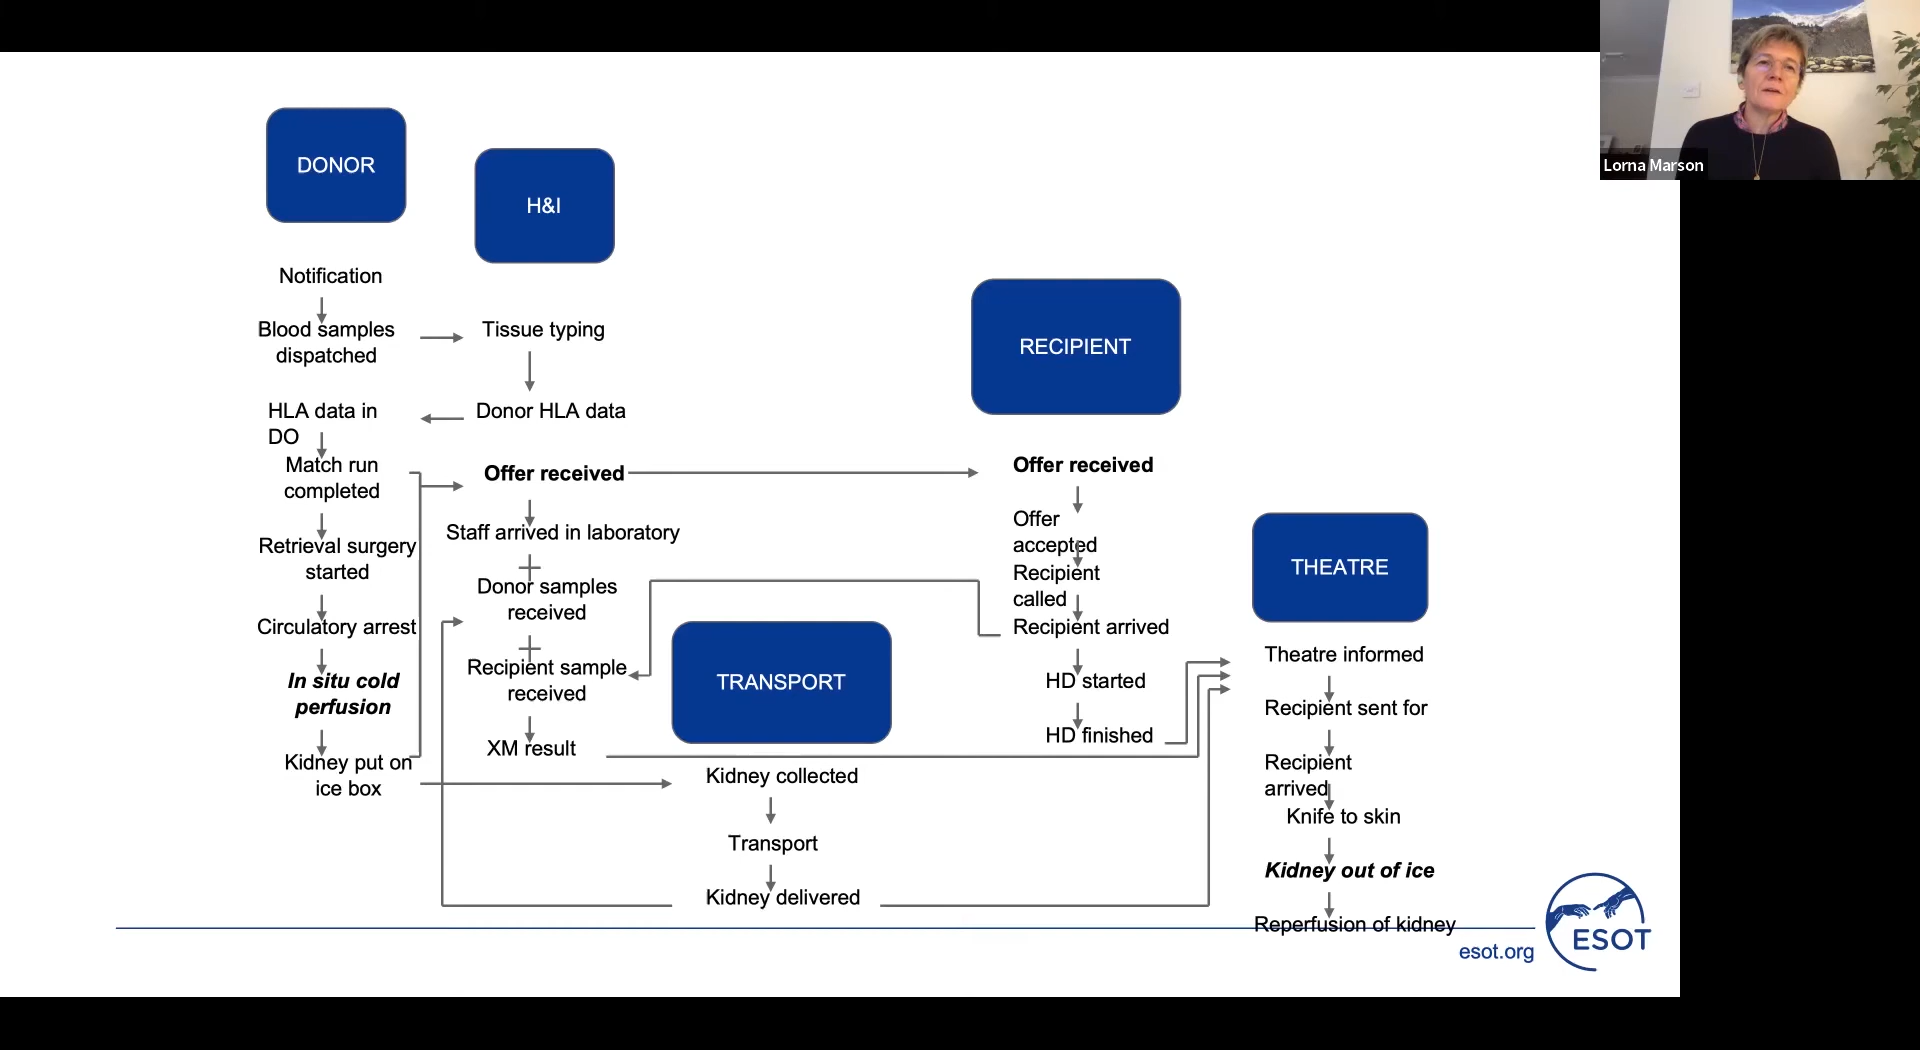 DONOR
Notification
Blood samples
dispatched
HLA data in
DO
Match run
completed
Retrieval surgery
started
Circulatory arrest
In situ cold
perfusion
Kidney put on
ice box
H&I
Tissue typing
Donor HLA data
Offer received
Staff arrived in laboratory
Donor samples
received
Recipient sample
received
XM result
TRANSPORT
Kidney collected
Transport
Kidney delivered
RECIPIENT
Offer received
Offer
accepted
Recipient
called
Recipient arrived
HD started
HD finished
THEATRE
Theatre informed
Recipient sent for
Recipient
arrived
Knife to skin
Kidney out of ice
Reperfusion of kidney
esot.org
ESOT
Lorna Marson